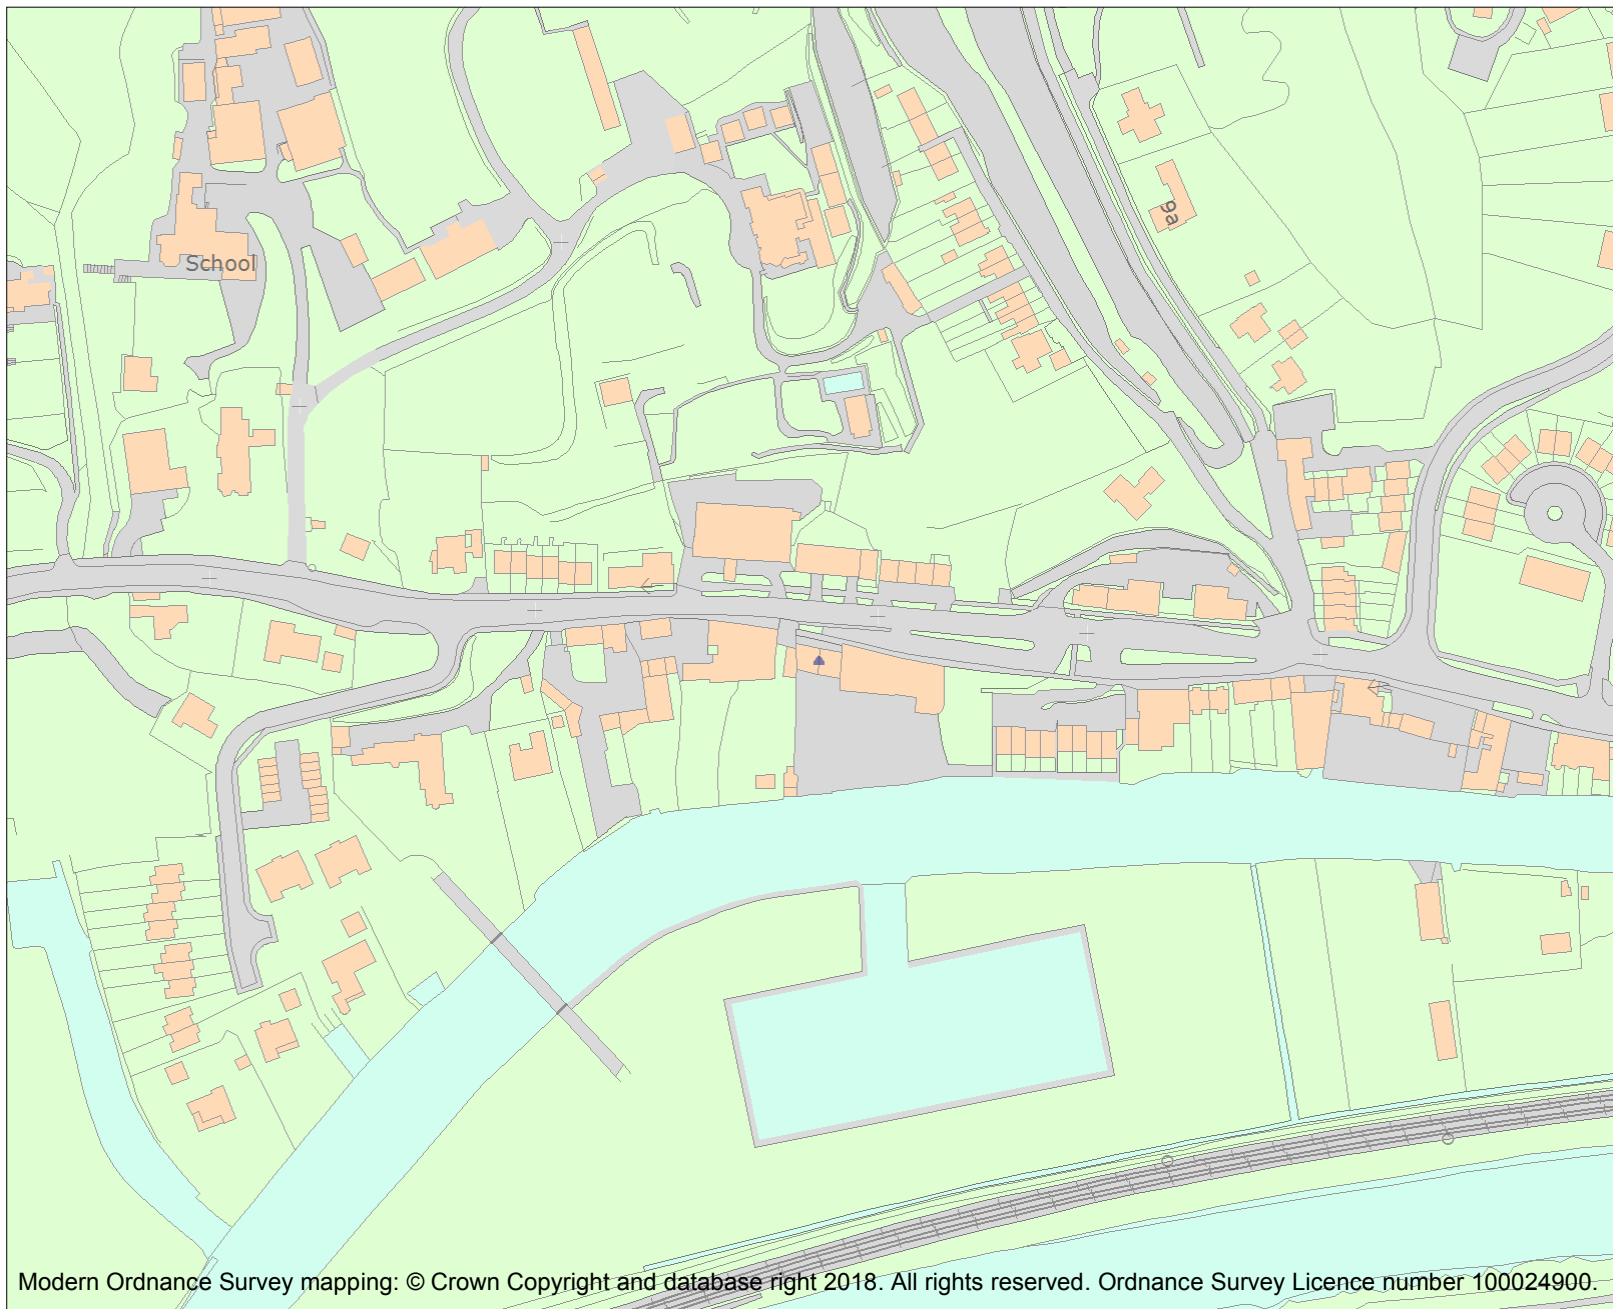 9a
School
Modern Ordnance Survey mapping: © Crown Copyright and database right 2018. All rights reserved. Ordnance Survey Licence number 100024900.